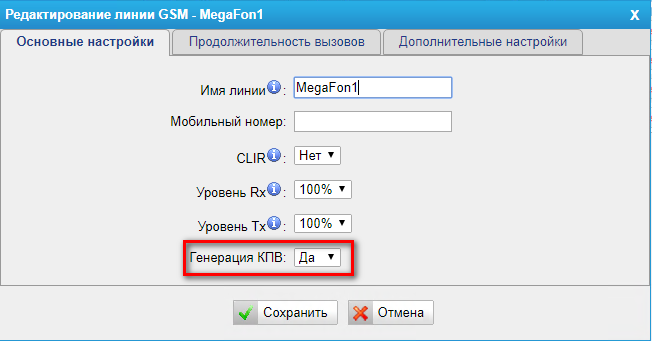 Редактирование линии GSM - MegaFon1 X
Основные настройки Продолжительность вызовов Дополнительные настройки
Имя линии i : MegaFon1
Мобильный номер:
CLIR i : Нет
Уровень Rx i : 100%
Уровень Tx i : 100%
Генерация КПВ: Да
Сохранить Отмена